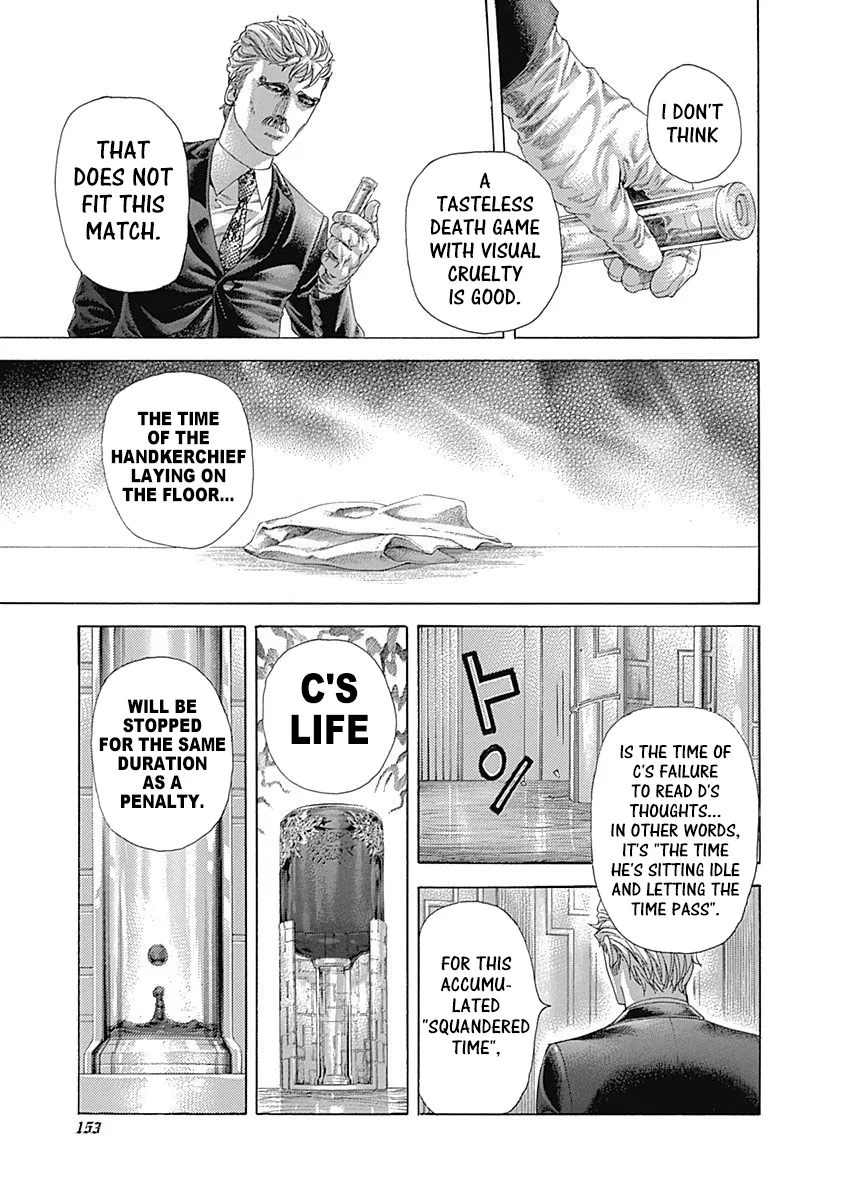 I DON'T
THINK
A
TASTELESS
DEATH GAME
WITH VISUAL
CRUELTY
IS GOOD.
THAT
DOES NOT
FIT THIS
MATCH.
THE TIME
OF THE
HANDKERCHIEF
LAYING ON
THE FLOOR...
トン
IS THE TIME OF
C'S FAILURE
TO READ D'S
THOUGHTS...
IN OTHER WORDS,
IT'S "THE TIME
HE'S SITTING IDLE
AND LETTING THE
TIME PASS".
FOR THIS
ACCUMU-
LATED
"SQUANDERED
TIME",
C'S
LIFE
WILL BE
STOPPED
FOR THE SAME
DURATION
AS A
PENALTY.
153